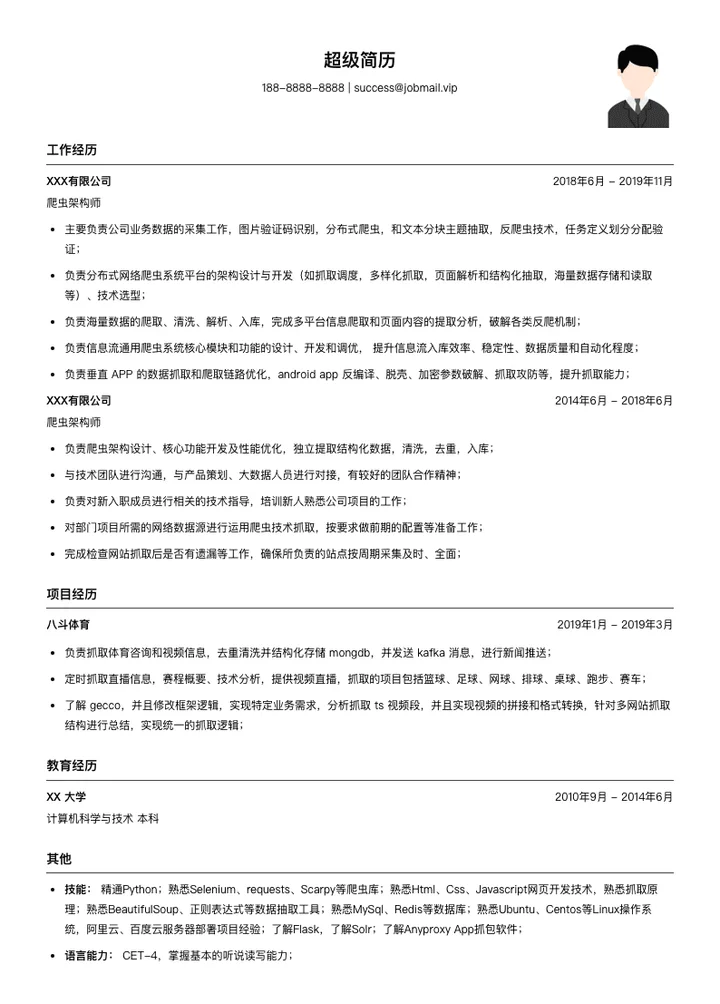 超级简历
188-8888-8888 | success@jobmail.vip
工作经历
XXX有限公司 2018年6月 – 2019年11月
爬虫架构师
• 主要负责公司业务数据的采集工作，图片验证码识别，分布式爬虫，和文本分块主题抽取，反爬虫技术，任务定义划分分配验
证；
• 负责分布式网络爬虫系统平台的架构设计与开发（如抓取调度，多样化抓取，页面解析和结构化抽取，海量数据存储和读取
等）、技术选型；
• 负责海量数据的爬取、清洗、解析、入库，完成多平台信息爬取和页面内容的提取分析，破解各类反爬机制；
• 负责信息流通用爬虫系统核心模块和功能的设计、开发和调优， 提升信息流入库效率、稳定性、数据质量和自动化程度；
• 负责垂直 APP 的数据抓取和爬取链路优化，android app 反编译、脱壳、加密参数破解、抓取攻防等，提升抓取能力；
XXX有限公司 2014年6月 – 2018年6月
爬虫架构师
• 负责爬虫架构设计、核心功能开发及性能优化，独立提取结构化数据，清洗，去重，入库；
• 与技术团队进行沟通，与产品策划、大数据人员进行对接，有较好的团队合作精神；
• 负责对新入职成员进行相关的技术指导，培训新人熟悉公司项目的工作；
• 对部门项目所需的网络数据源进行运用爬虫技术抓取，按要求做前期的配置等准备工作；
• 完成检查网站抓取后是否有遗漏等工作，确保所负责的站点按周期采集及时、全面；
项目经历
八斗体育 2019年1月 – 2019年3月
• 负责抓取体育咨询和视频信息，去重清洗并结构化存储 mongdb，并发送 kafka 消息，进行新闻推送；
• 定时抓取直播信息，赛程概要、技术分析，提供视频直播，抓取的项目包括篮球、足球、网球、排球、桌球、跑步、赛车；
• 了解 gecco，并且修改框架逻辑，实现特定业务需求，分析抓取 ts 视频段，并且实现视频的拼接和格式转换，针对多网站抓取
结构进行总结，实现统一的抓取逻辑；
教育经历
XX 大学 2010年9月 – 2014年6月
计算机科学与技术 本科
其他
• 技能： 精通Python；熟悉Selenium、requests、Scarpy等爬虫库；熟悉Html、Css、Javascript网页开发技术，熟悉抓取原
理；熟悉BeautifulSoup、正则表达式等数据抽取工具；熟悉MySql、Redis等数据库；熟悉Ubuntu、Centos等Linux操作系
统，阿里云、百度云服务器部署项目经验；了解Flask，了解Solr；了解Anyproxy App抓包软件；
• 语言能力： CET-4，掌握基本的听说读写能力；